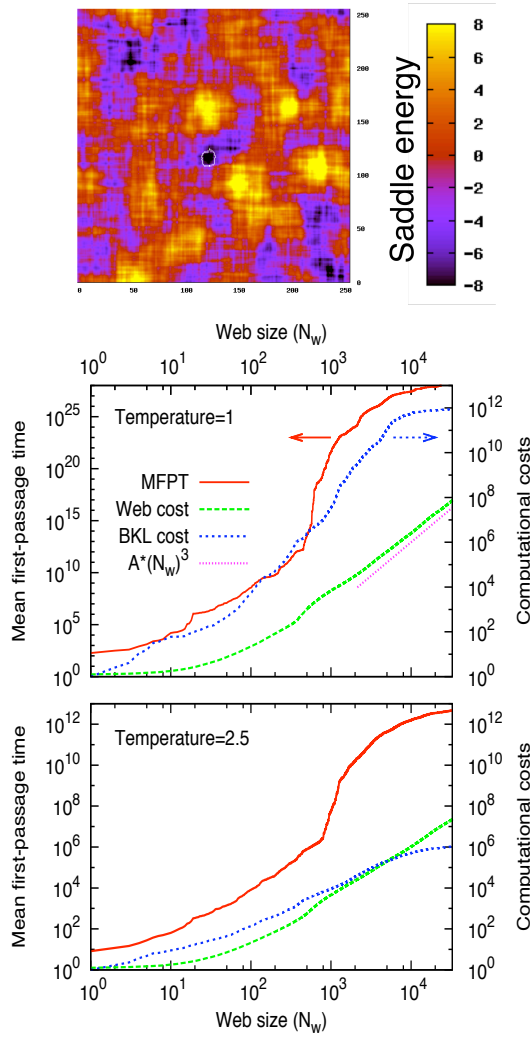 250
200
150
100
50
0
0 50 100 150 200 250
Saddle energy
8
6
4
2
0
-2
-4
-6
-8
Web size (N_w)
10^0 10^1 10^2 10^3 10^4
Mean first-passage time
10^25
10^20
10^15
10^10
10^5
10^0
Temperature=1
MFPT
Web cost
BKL cost
A*(N_w)^3
10^12
10^10
10^8
10^6
10^4
10^2
10^0
Computational costs
Mean first-passage time
10^12
10^10
10^8
10^6
10^4
10^2
10^0
Temperature=2.5
10^12
10^10
10^8
10^6
10^4
10^2
10^0
Computational costs
10^0 10^1 10^2 10^3 10^4
Web size (N_w)